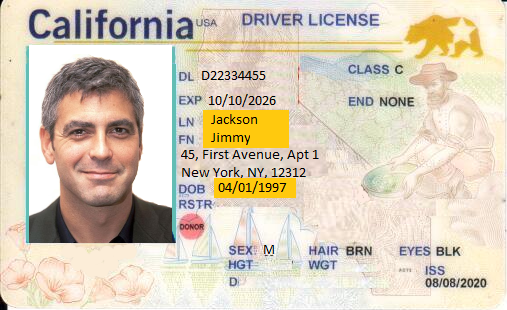 California USA DRIVER LICENSE
DL D22334455 CLASS C
EXP 10/10/2026 END NONE
LN Jackson
FN Jimmy
45, First Avenue, Apt 1
New York, NY, 12312
DOB 04/01/1997
RSTR
DONOR
SEX: M HAIR BRN EYES BLK
HGT WGT ISS
D 08/08/2020